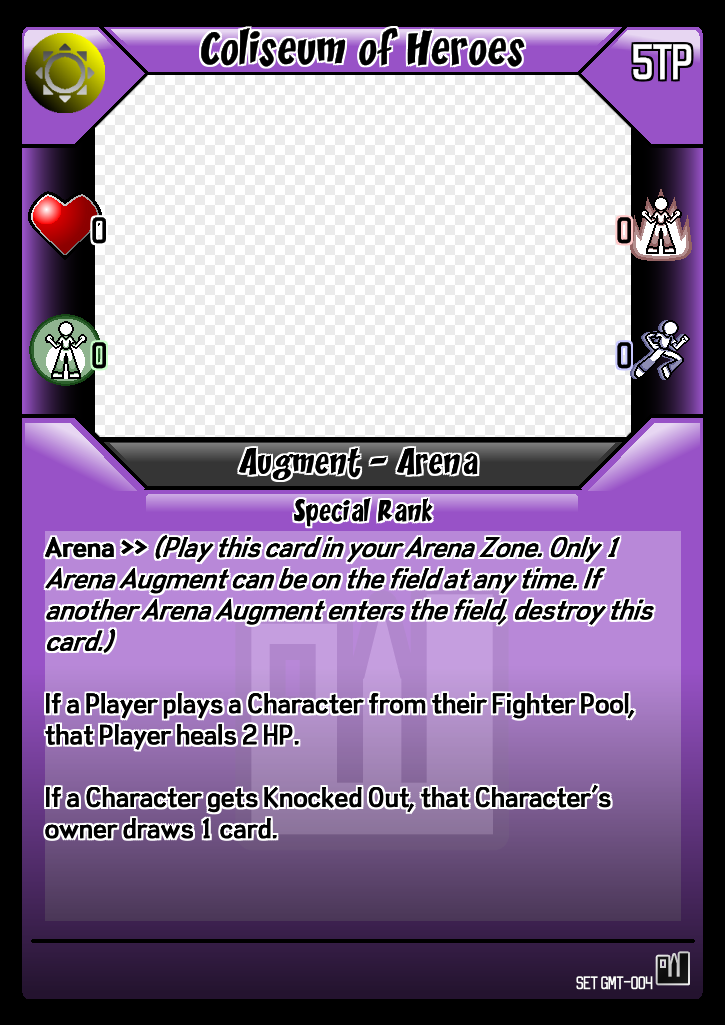 Coliseum of Heroes
5TP
0
0
0
0
Augment - Arena
Special Rank
Arena >> (Play this card in your Arena Zone. Only 1
Arena Augment can be on the field at any time. If
another Arena Augment enters the field, destroy this
card.)
If a Player plays a Character from their Fighter Pool,
that Player heals 2 HP.
If a Character gets Knocked Out, that Character's
owner draws 1 card.
SET GMT-004